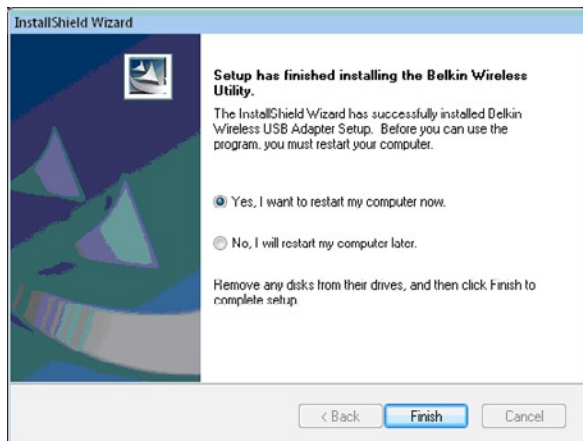 InstallShield Wizard
Setup has finished installing the Belkin Wireless
Utility.
The InstallShield Wizard has successfully installed Belkin
Wireless USB Adapter Setup. Before you can use the
program, you must restart your computer.
Yes, I want to restart my computer now.
No, I will restart my computer later.
Remove any disks from their drives, and then click Finish to
complete setup.
< Back
Finish
Cancel